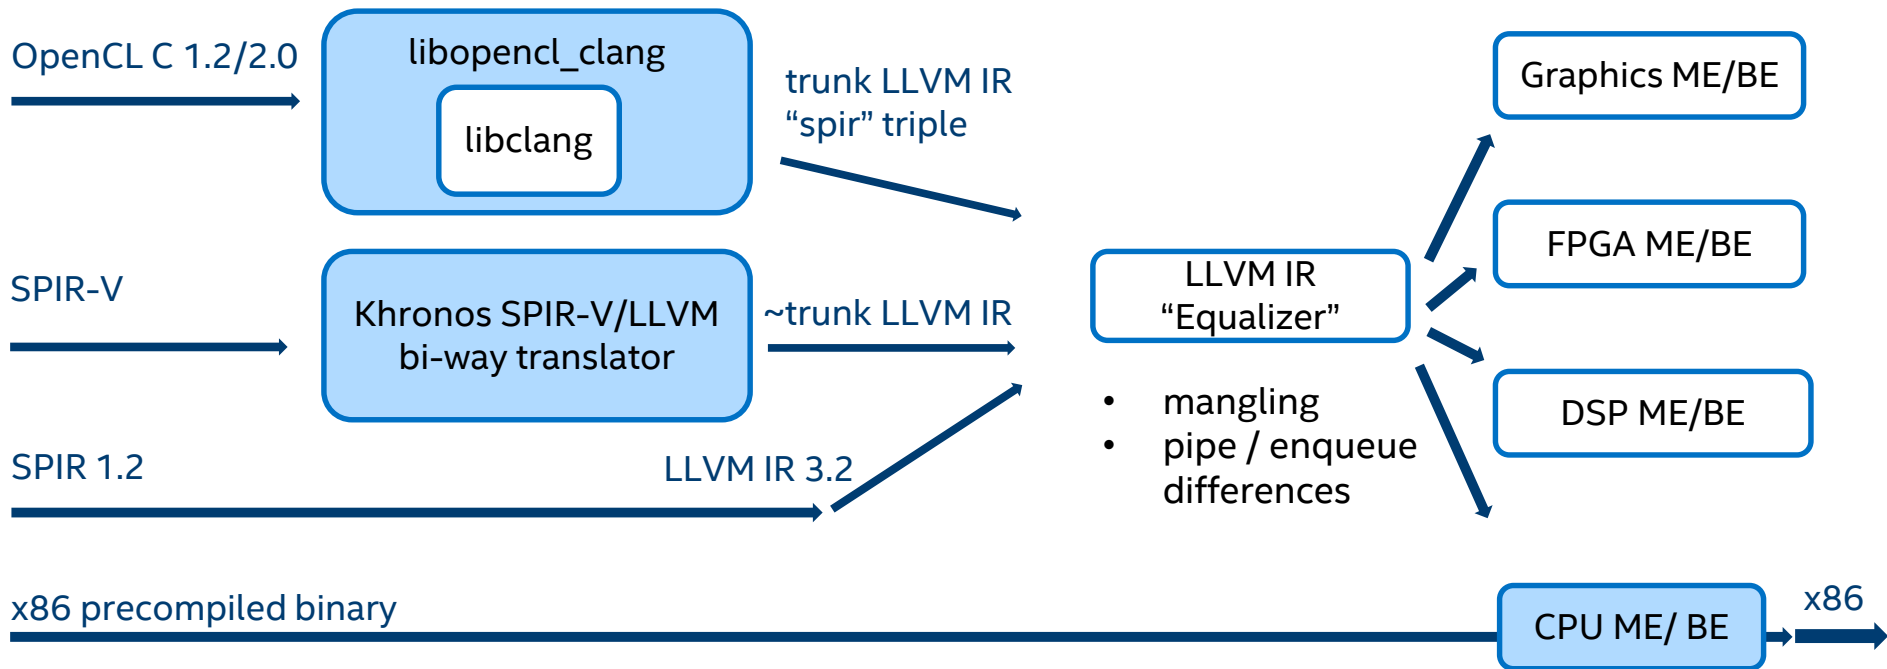 OpenCL C 1.2/2.0
libopencl_clang
libclang
trunk LLVM IR
“spir” triple
Graphics ME/BE
SPIR-V
Khronos SPIR-V/LLVM
bi-way translator
~trunk LLVM IR
LLVM IR
“Equalizer”
FPGA ME/BE
• mangling
• pipe / enqueue
differences
DSP ME/BE
SPIR 1.2
LLVM IR 3.2
x86 precompiled binary
CPU ME/ BE
x86